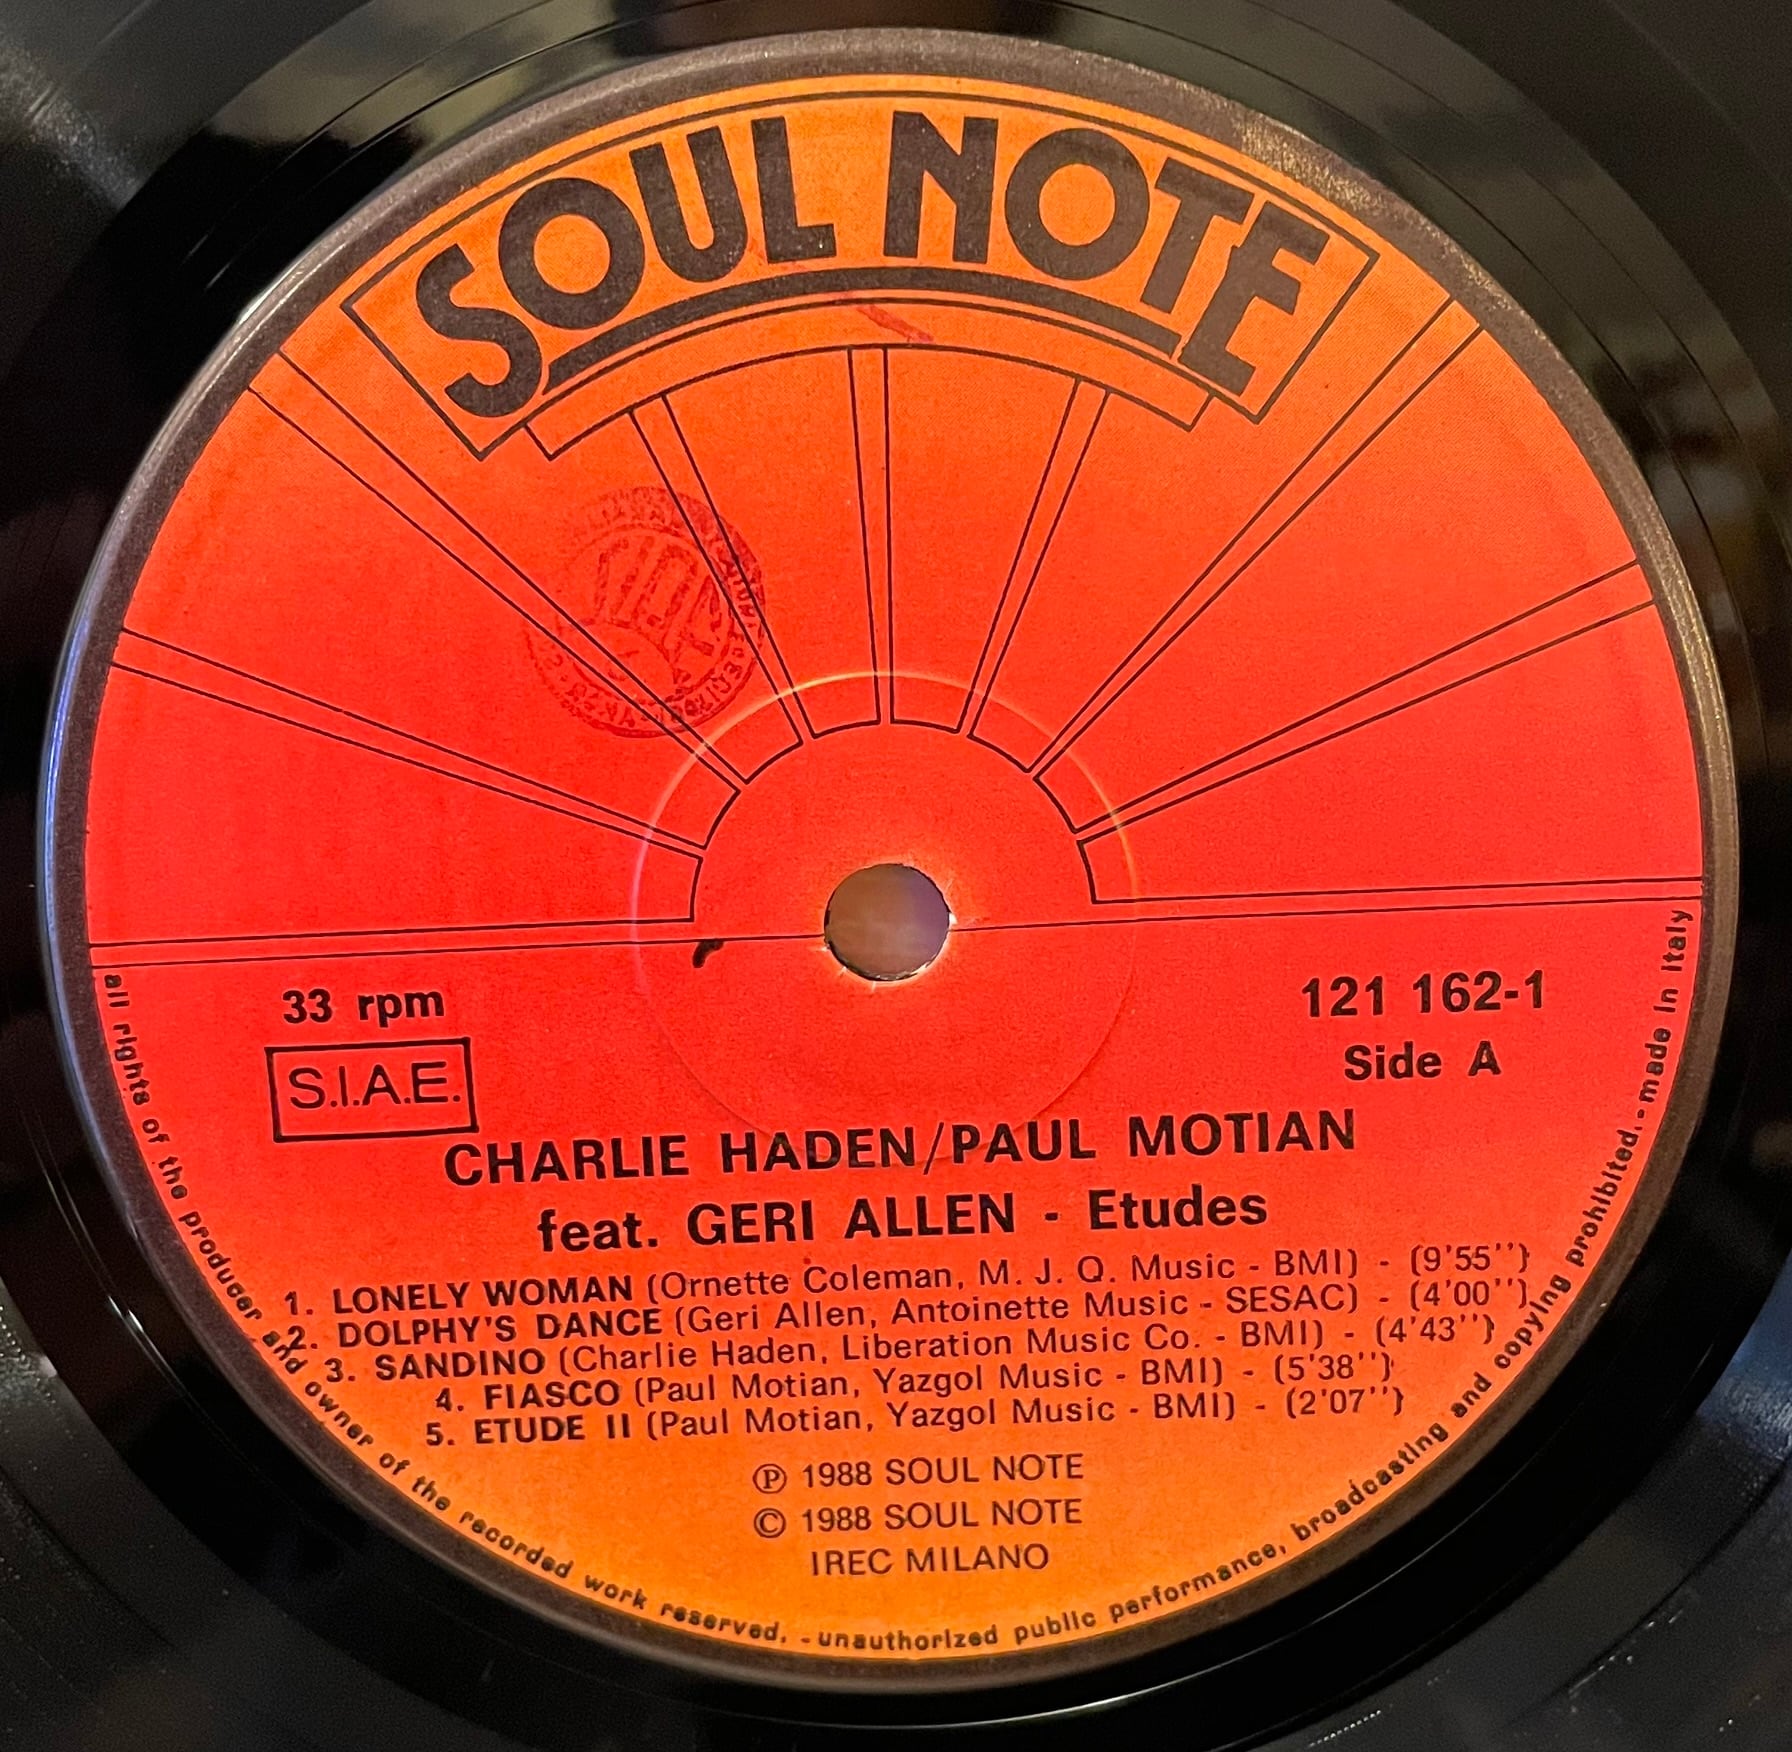 SOUL NOTE
33 rpm
121 162-1
S.I.A.E.
Side A
CHARLIE HADEN/PAUL MOTIAN
feat. GERI ALLEN - Etudes
1. LONELY WOMAN (Ornette Coleman, M. J. Q. Music - BMI) - (9'55'')
2. DOLPHY'S DANCE (Geri Allen, Antoinette Music - SESAC) - (4'00'')
3. SANDINO (Charlie Haden, Liberation Music Co. - BMI) - (4'43'')
4. FIASCO (Paul Motian, Yazgol Music - BMI) - (5'38'')
5. ETUDE II (Paul Motian, Yazgol Music - BMI) - (2'07'')
Ⓟ 1988 SOUL NOTE
© 1988 SOUL NOTE
IREC MILANO
all rights of the producer and owner of the recorded work reserved. - unauthorized public performance, broadcasting and copying prohibited. - made in Italy
SIAE